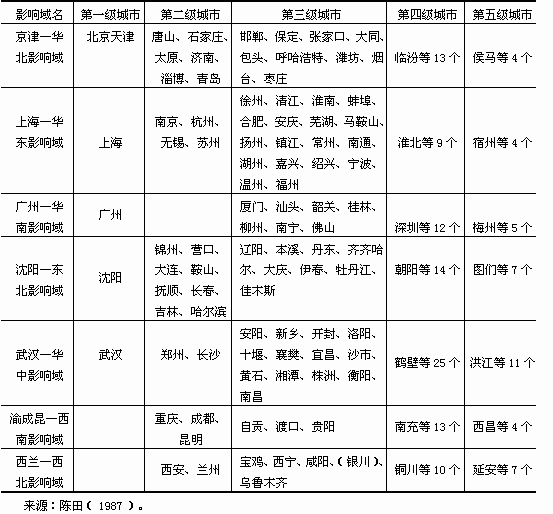 影响域名 第一级城市 第二级城市 第三级城市 第四级城市 第五级城市
京津一华
北影响域
北京天津
唐山、石家庄、
太原、济南、
淄博、青岛
邯郸、保定、张家口、大同、
包头、呼哈浩特、潍坊、烟
台、枣庄
临汾等 13 个
侯马等 4 个
上海一华
东影响域
上海
南京、杭州、
无锡、苏州
徐州、清江、淮南、蚌埠、
合肥、安庆、芜湖、马鞍山、
扬州、镇江、常州、南通、
湖州、嘉兴、绍兴、宁波、
温州、福州
淮北等 9 个
宿州等 4 个
广州一华
南影响域
广州
厦门、汕头、韶关、桂林、
柳州、南宁、佛山
深圳等 12 个
梅州等 5 个
沈阳一东
北影响域
沈阳
锦州、营口、
大连、鞍山、
抚顺、长春、
吉林、哈尔滨
辽阳、本溪、丹东、齐齐哈
尔、大庆、伊春、牡丹江、
佳木斯
朝阳等 14 个
图们等 7 个
武汉一华
中影响域
武汉
郑州、长沙
安阳、新乡、开封、洛阳、
十堰、襄樊、宜昌、沙市、
黄石、湘潭、株洲、衡阳、
南昌
鹤壁等 25 个
洪江等 11 个
渝成昆一西
南影响域
重庆、成都、
昆明
自贡、渡口、贵阳
南充等 13 个
西昌等 4 个
西兰一西
北影响域
西安、兰州
宝鸡、西宁、咸阳、（银川）、
乌鲁木齐
铜川等 10 个
延安等 7 个
来源：陈田（ 1987 ）。